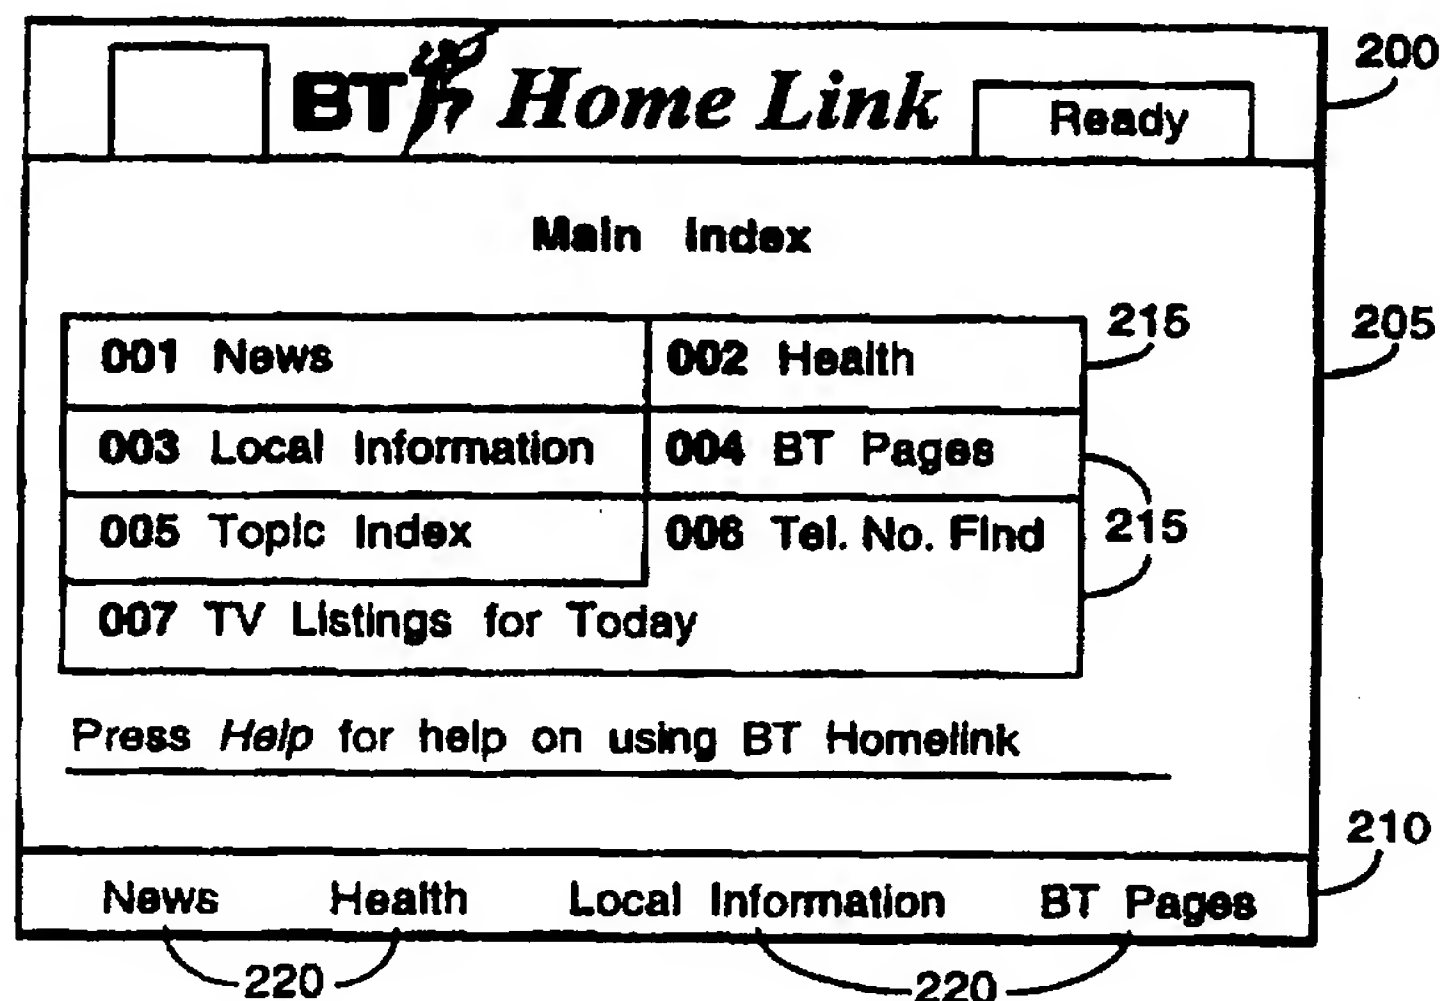 BT Home Link Ready 200
Main Index
001 News 002 Health 215 205
003 Local Information 004 BT Pages
005 Topic Index 006 Tel. No. Find 215
007 TV Listings for Today
Press Help for help on using BT Homelink
210
News Health Local Information BT Pages
220 220